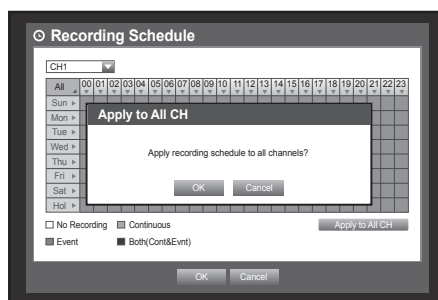 Recording Schedule
CH1
All 00 01 02 03 04 05 06 07 08 09 10 11 12 13 14 15 16 17 18 19 20 21 22 23
Sun
Mon
Apply to All CH
Tue
Wed
Apply recording schedule to all channels?
Thu
Fri
Sat
OK Cancel
Hol
No Recording Continuous Apply to All CH
Event Both(Cont&Evnt)
OK Cancel